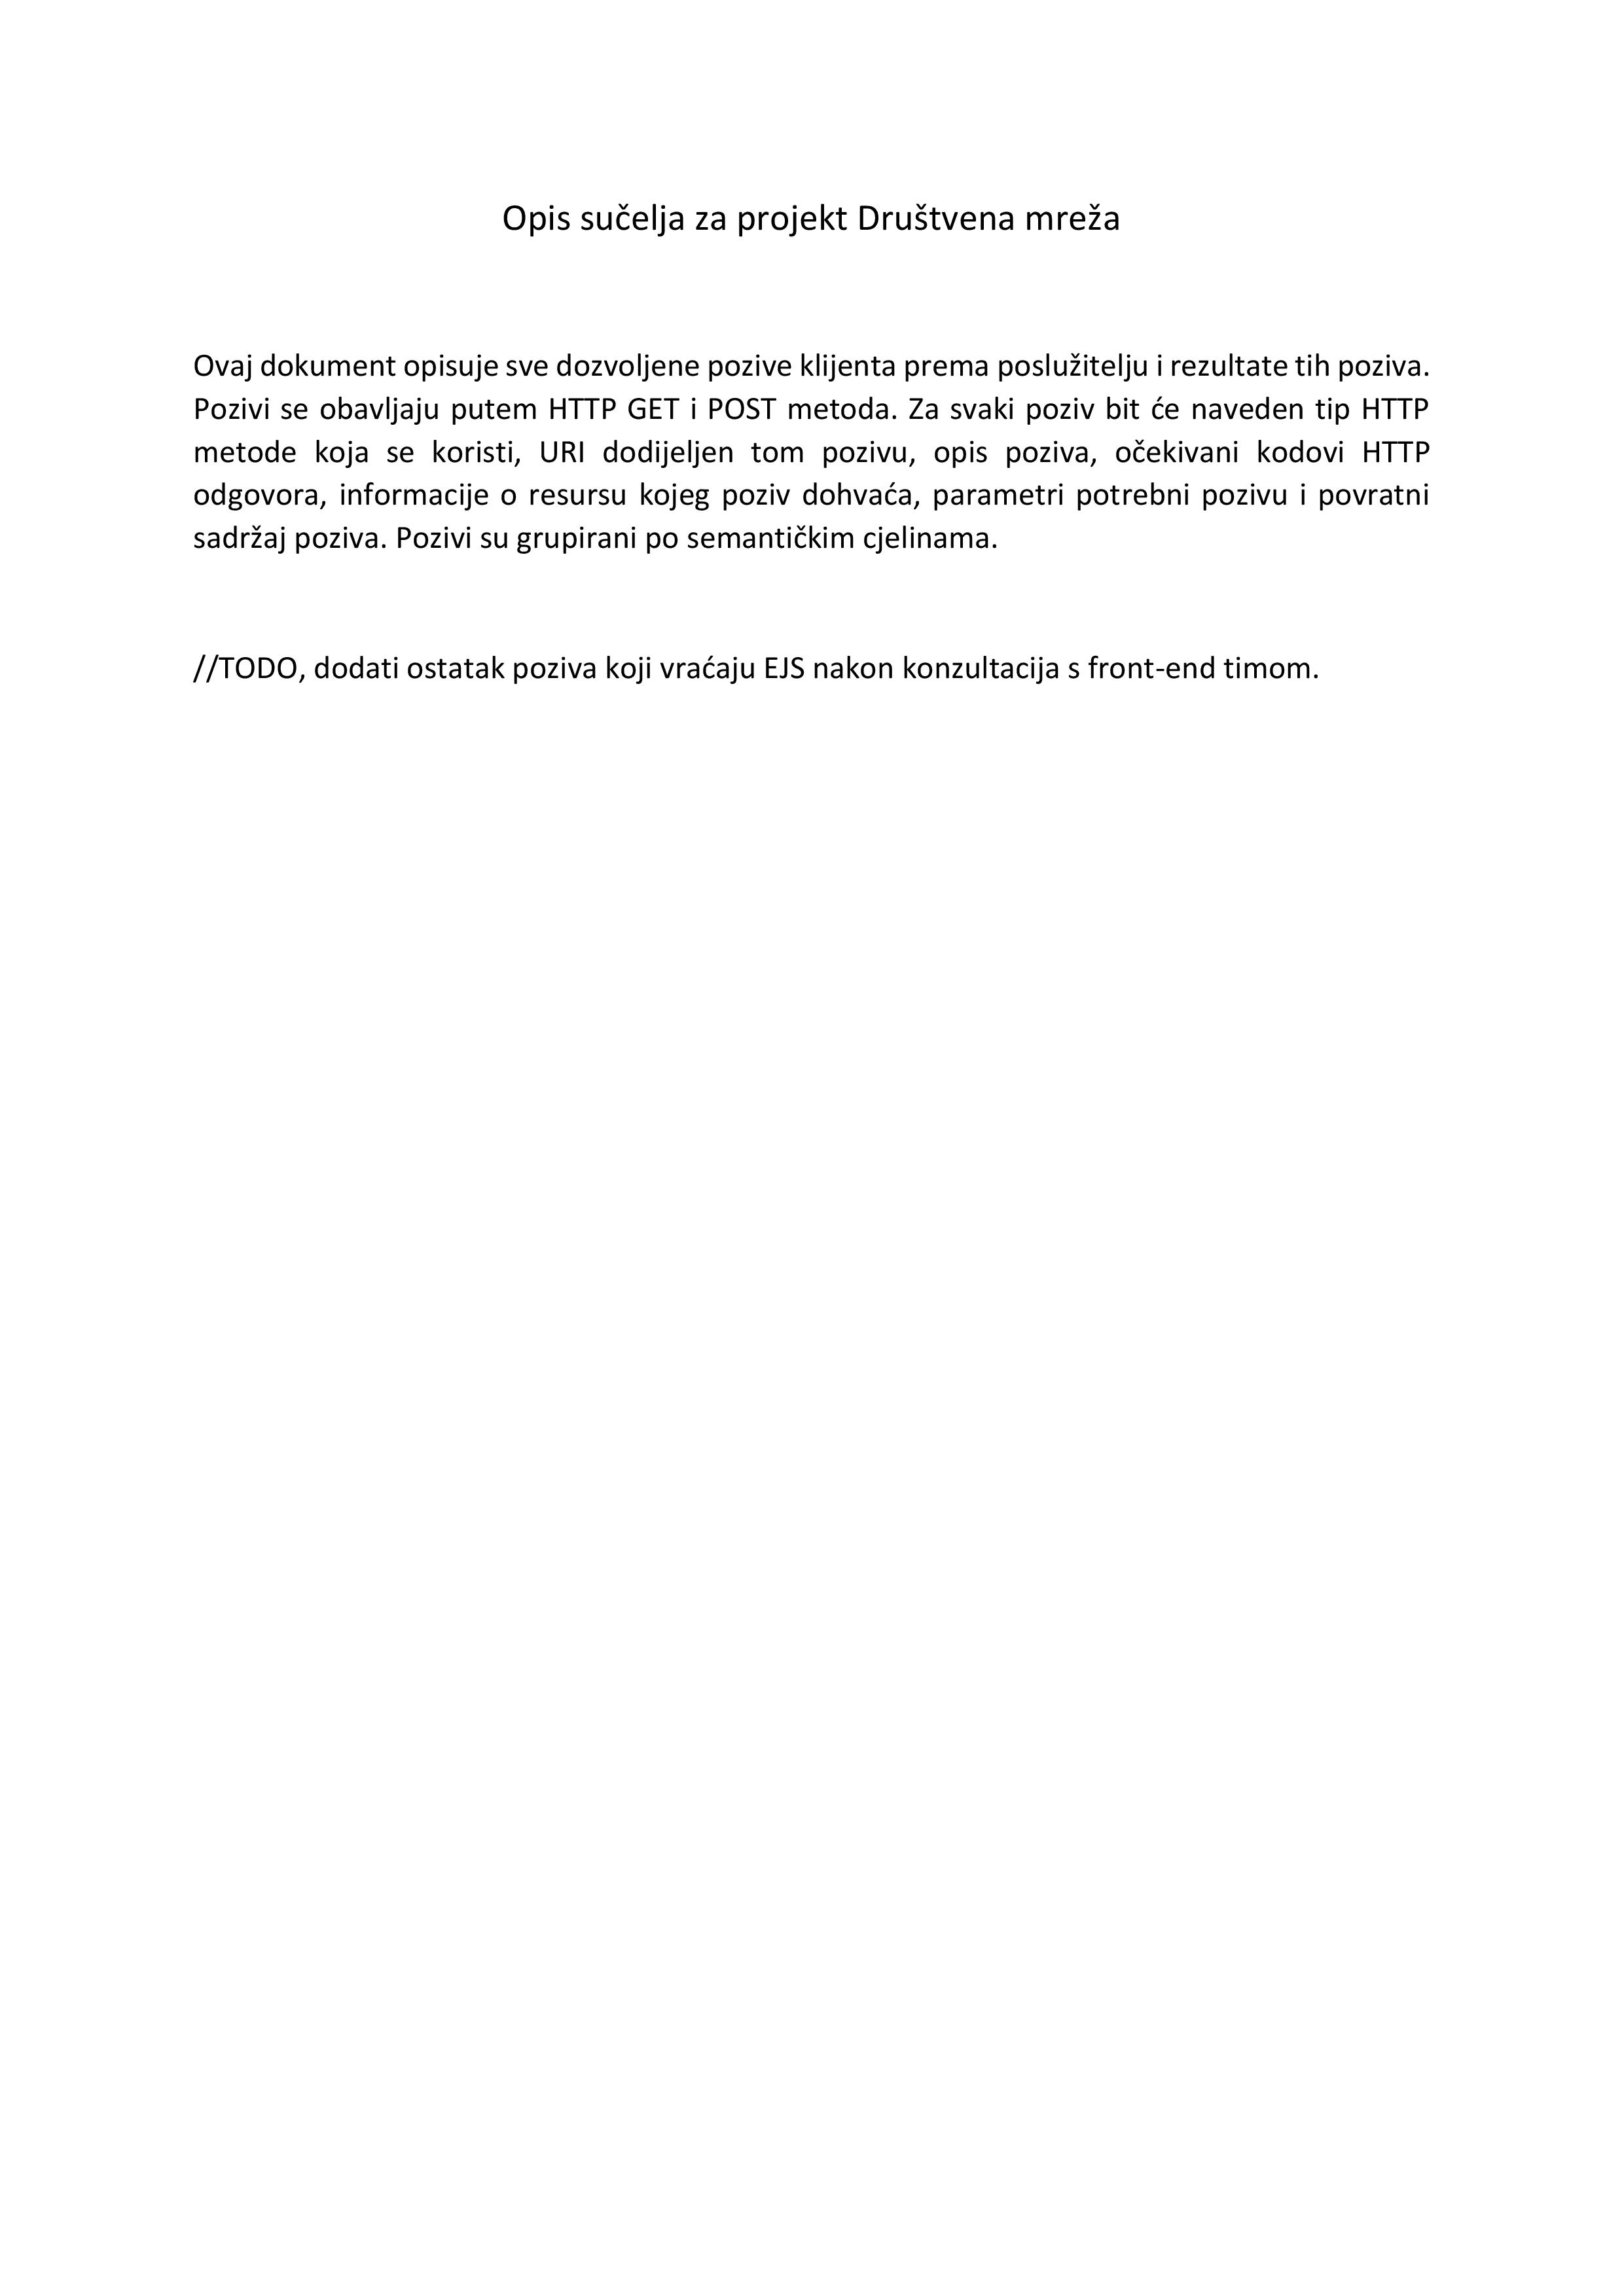 Opis sučelja za projekt Društvena mreža
Ovaj dokument opisuje sve dozvoljene pozive klijenta prema poslužitelju i rezultate tih poziva.
Pozivi se obavljaju putem HTTP GET i POST metoda. Za svaki poziv bit će naveden tip HTTP
metode koja se koristi, URI dodijeljen tom pozivu, opis poziva, očekivani kodovi HTTP
odgovora, informacije o resursu kojeg poziv dohvaća, parametri potrebni pozivu i povratni
sadržaj poziva. Pozivi su grupirani po semantičkim cjelinama.
//TODO, dodati ostatak poziva koji vraćaju EJS nakon konzultacija s front-end timom.